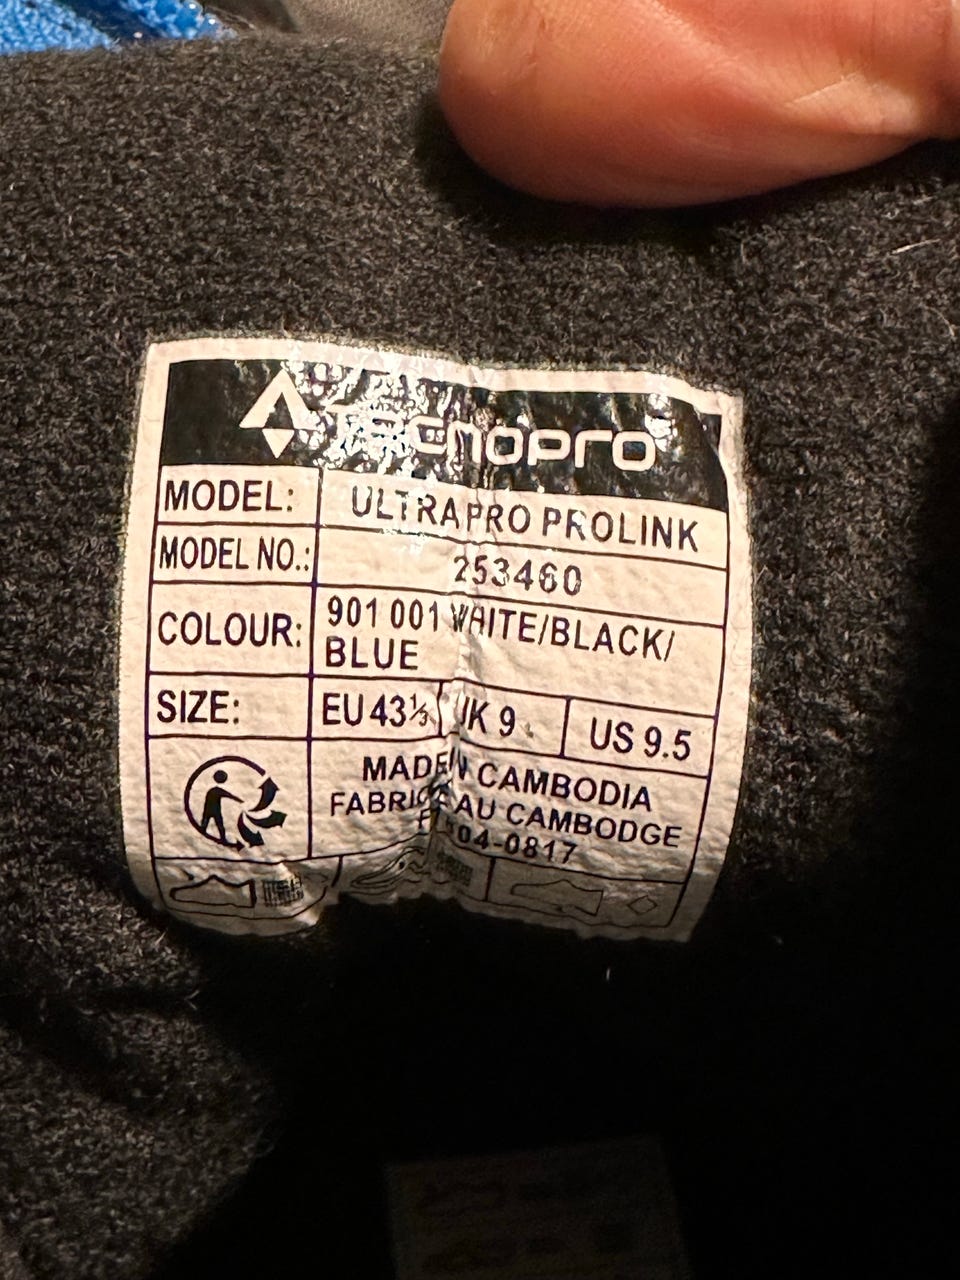 TECNOPRO
MODEL: ULTRAPRO PROLINK
MODEL NO.: 253460
COLOUR: 901 001 WHITE/BLACK/
BLUE
SIZE: EU 43⅓ UK 9 US 9.5
MADE IN CAMBODIA
FABRIQUÉ AU CAMBODGE
04-0817